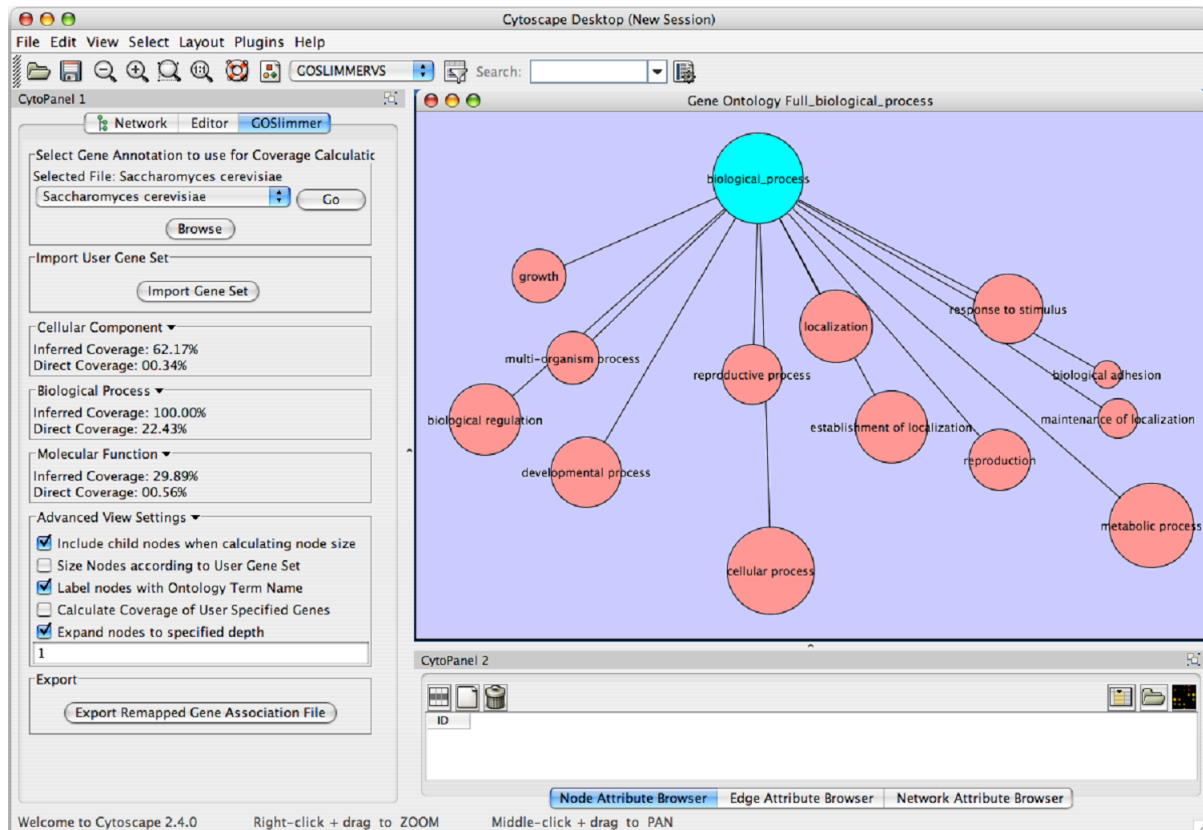 Cytoscape Desktop (New Session)
File Edit View Select Layout Plugins Help
GOSLIMMERVS
Search:
CytoPanel 1
Network Editor GOSlimmer
Select Gene Annotation to use for Coverage Calculatic
Selected File: Saccharomyces cerevisiae
Saccharomyces cerevisiae
Go
Browse
Import User Gene Set
Import Gene Set
Cellular Component
Inferred Coverage: 62.17%
Direct Coverage: 00.34%
Biological Process
Inferred Coverage: 100.00%
Direct Coverage: 22.43%
Molecular Function
Inferred Coverage: 29.89%
Direct Coverage: 00.56%
Advanced View Settings
Include child nodes when calculating node size
Size Nodes according to User Gene Set
Label nodes with Ontology Term Name
Calculate Coverage of User Specified Genes
Expand nodes to specified depth
1
Export
Export Remapped Gene Association File
Gene Ontology Full_biological_process
biological_process
growth
response to stimulus
localization
multi-organism process
reproductive process
biological adhesion
biological regulation
establishment of localization
maintenance of localization
developmental process
reproduction
metabolic process
cellular process
CytoPanel 2
ID
Node Attribute Browser Edge Attribute Browser Network Attribute Browser
Welcome to Cytoscape 2.4.0 Right-click + drag to ZOOM Middle-click + drag to PAN